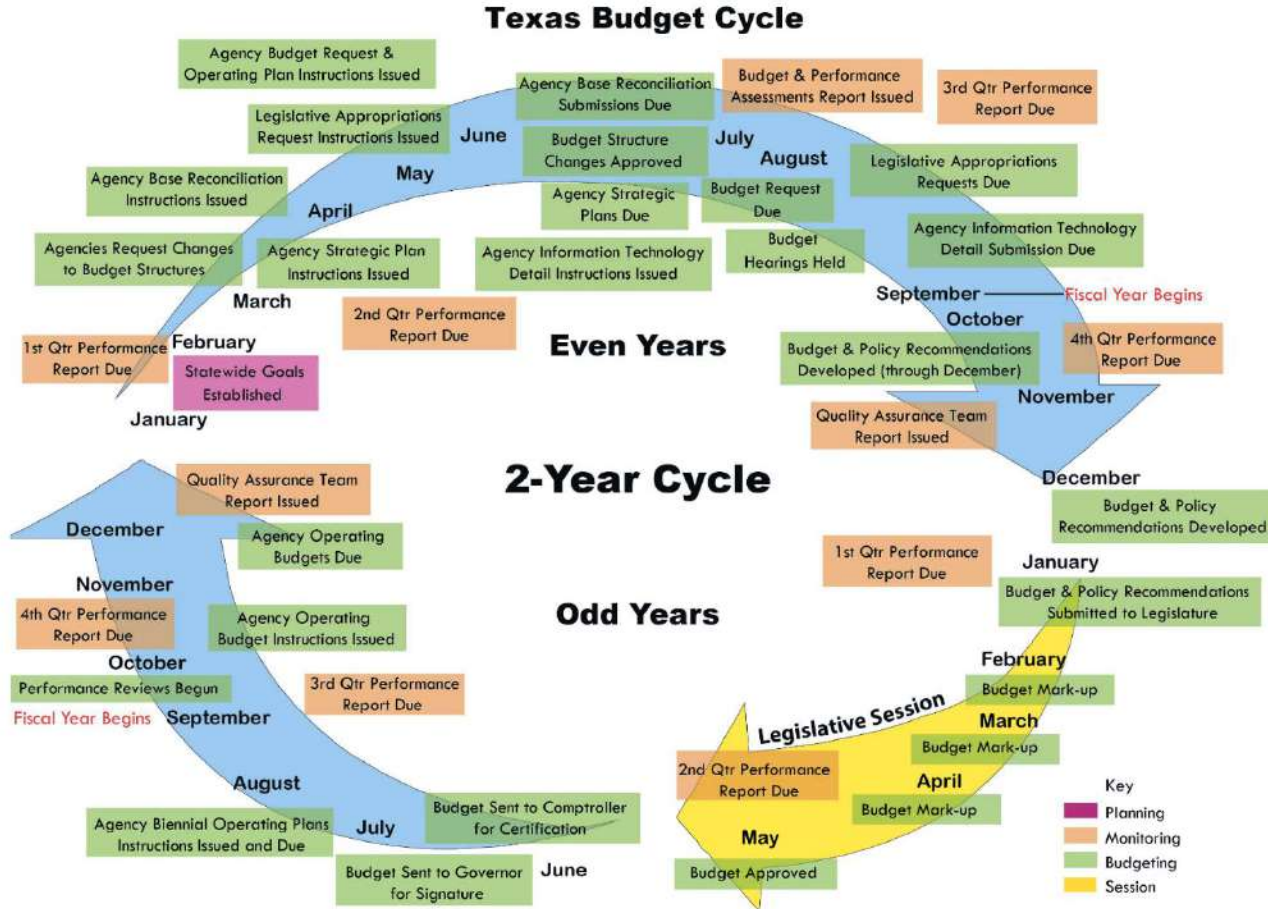 Texas Budget Cycle
Agency Budget Request &
Operating Plan Instructions Issued
Agency Base Reconciliation
Submissions Due
Budget & Performance
Assessments Report Issued
3rd Qtr Performance
Report Due
Legislative Appropriations
Request Instructions Issued
June
Budget Structure
Changes Approved
July
August
Legislative Appropriations
Requests Due
May
Agency Base Reconciliation
Instructions Issued
April
Agency Strategic
Plans Due
Budget Request
Due
Agencies Request Changes
to Budget Structures
Agency Strategic Plan
Instructions Issued
Agency Information Technology
Detail Instructions Issued
Budget
Hearings Held
Agency Information Technology
Detail Submission Due
March
2nd Qtr Performance
Report Due
September
Fiscal Year Begins
October
1st Qtr Performance
Report Due
February
Statewide Goals
Established
January
Even Years
Budget & Policy Recommendations
Developed (through December)
4th Qtr Performance
Report Due
November
Quality Assurance Team
Report Issued
December
Budget & Policy
Recommendations Developed
2-Year Cycle
Quality Assurance Team
Report Issued
December
Agency Operating
Budgets Due
November
4th Qtr Performance
Report Due
Agency Operating
Budget Instructions Issued
October
Performance Reviews Begun
Fiscal Year Begins
September
3rd Qtr Performance
Report Due
August
Agency Biennial Operating Plans
Instructions Issued and Due
July
Budget Sent to Comptroller
for Certification
Budget Sent to Governor
for Signature
June
Odd Years
1st Qtr Performance
Report Due
January
Budget & Policy Recommendations
Submitted to Legislature
February
Budget Mark-up
March
Budget Mark-up
Legislative Session
April
Budget Mark-up
2nd Qtr Performance
Report Due
May
Budget Approved
Key
Planning
Monitoring
Budgeting
Session